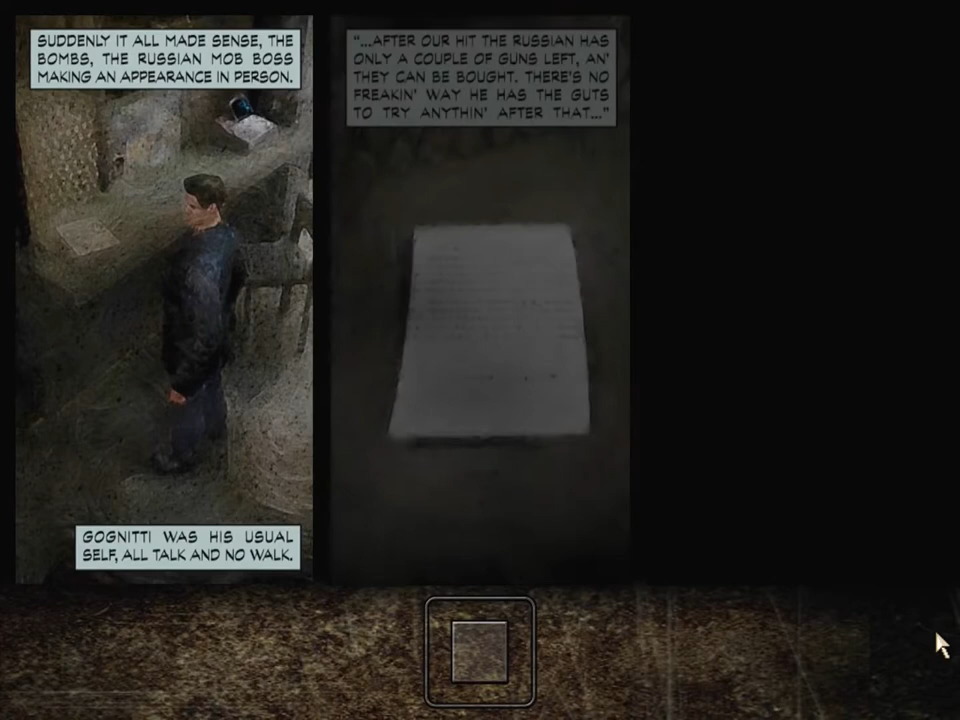 SUDDENLY IT ALL MADE SENSE, THE
BOMBS, THE RUSSIAN MOB BOSS
MAKING AN APPEARANCE IN PERSON.
GOGNITTI WAS HIS USUAL
SELF, ALL TALK AND NO WALK.
"...AFTER OUR HIT THE RUSSIAN HAS
ONLY A COUPLE OF GUNS LEFT, AN'
THEY CAN BE BOUGHT. THERE'S NO
FREAKIN' WAY HE HAS THE GUTS
TO TRY ANYTHIN' AFTER THAT..."